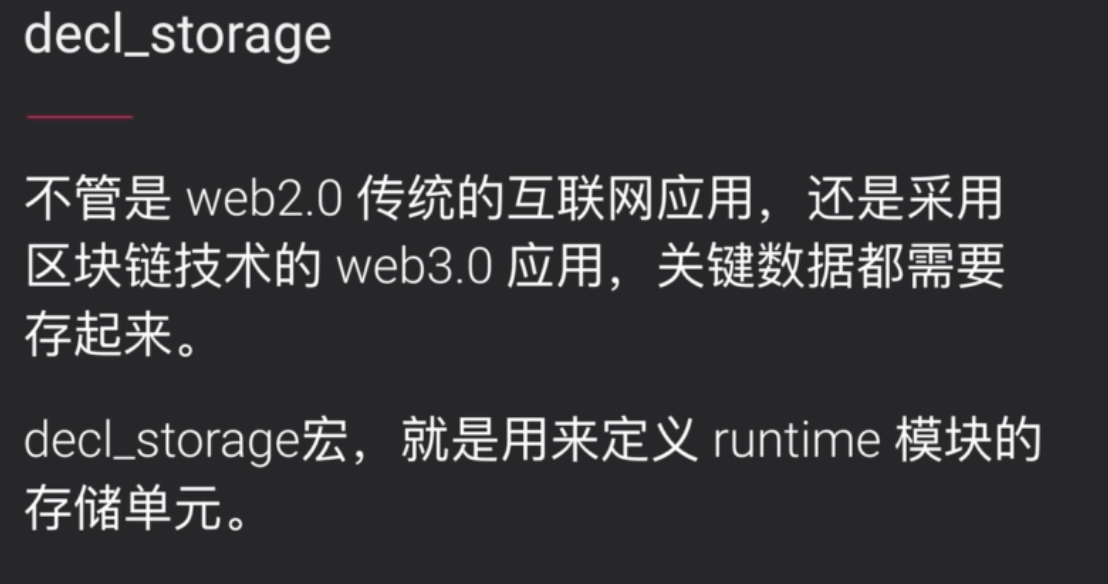 decl_storage
不管是 web2.0 传统的互联网应用，还是采用
区块链技术的 web3.0 应用，关键数据都需要
存起来。
decl_storage宏，就是用来定义 runtime 模块的
存储单元。